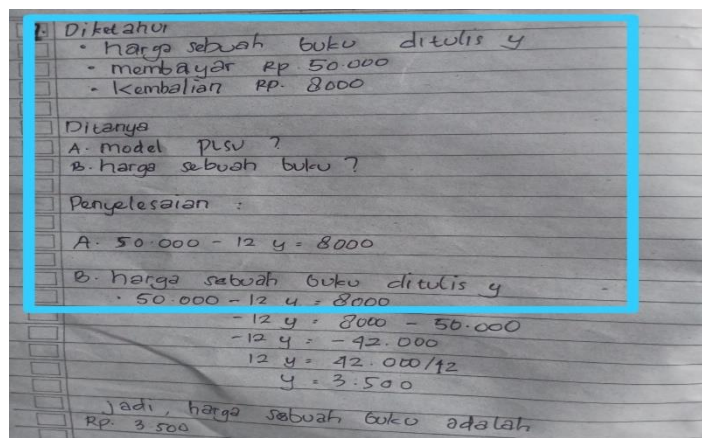 1. Diketahui
• harga sebuah buku ditulis y
- membayar Rp. 50.000
- Kembalian Rp. 8000
Ditanya
A. model PLSV ?
B. harga sebuah buku ?
Penyelesaian :
A. 50.000 - 12 y = 8000
B. harga sebuah buku ditulis y
• 50.000 - 12 y = 8000
- 12 y = 8000 - 50.000
- 12 y = - 42.000
12 y = 42.000/12
y = 3.500
Jadi, harga sebuah buku adalah
Rp. 3 500